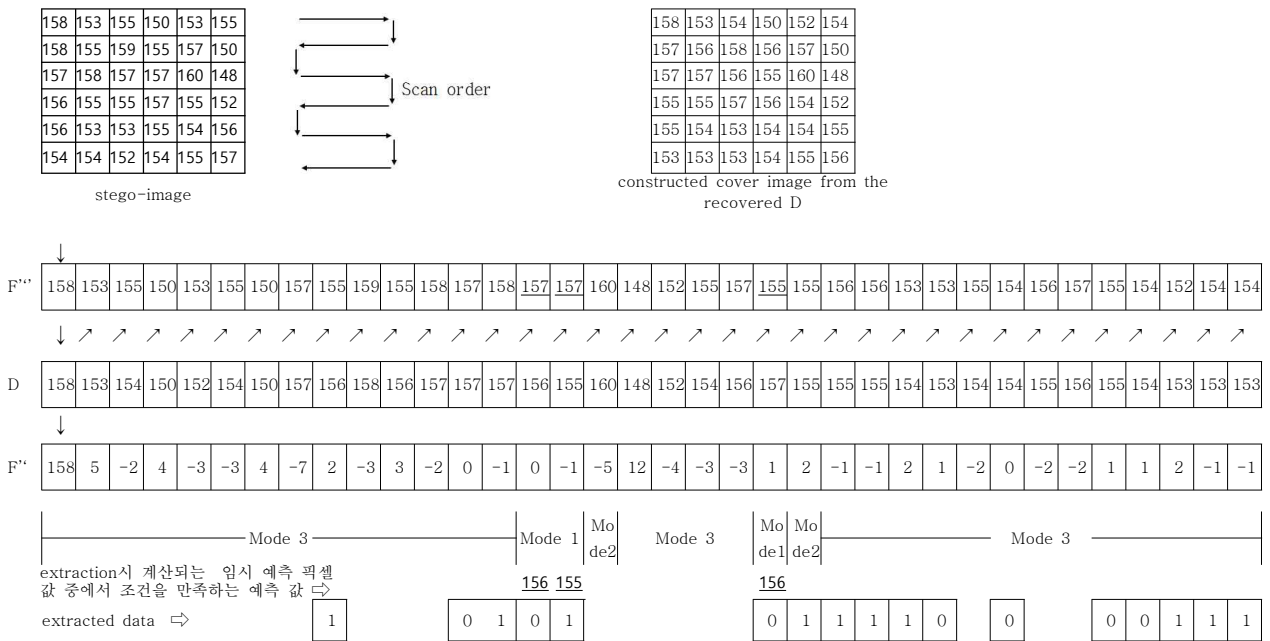 158 153 155 150 153 155
158 155 159 155 157 150
157 158 157 157 160 148
156 155 155 157 155 152
156 153 153 155 154 156
154 154 152 154 155 157
stego-image
Scan order
158 153 154 150 152 154
157 156 158 156 157 150
157 157 156 155 160 148
155 155 157 156 154 152
155 154 153 154 154 155
153 153 153 154 155 156
constructed cover image from the
recovered D
↓
F'‘’ 158 153 155 150 153 155 150 157 155 159 155 158 157 158 157 157 160 148 152 155 157 155 155 156 156 153 153 155 154 156 157 155 154 152 154 154
↓ ↗ ↗ ↗ ↗ ↗ ↗ ↗ ↗ ↗ ↗ ↗ ↗ ↗ ↗ ↗ ↗ ↗ ↗ ↗ ↗ ↗ ↗ ↗ ↗ ↗ ↗ ↗ ↗ ↗ ↗ ↗ ↗ ↗ ↗ ↗
D 158 153 154 150 152 154 150 157 156 158 156 157 157 157 156 155 160 148 152 154 156 157 155 155 155 154 153 154 154 155 156 155 154 153 153 153
↓
F'‘ 158 5 -2 4 -3 -3 4 -7 2 -3 3 -2 0 -1 0 -1 -5 12 -4 -3 -3 1 2 -1 -1 2 1 -2 0 -2 -2 1 1 2 -1 -1
Mode 3 Mode 1 Mo de2 Mode 3 Mo de1 Mo de2 Mode 3
extraction시 계산되는 임시 예측 픽셀
값 중에서 조건을 만족하는 예측 값 ⇨ 156 155 156
extracted data ⇨ 1 0 1 0 1 0 1 1 1 1 0 0 0 0 1 1 1